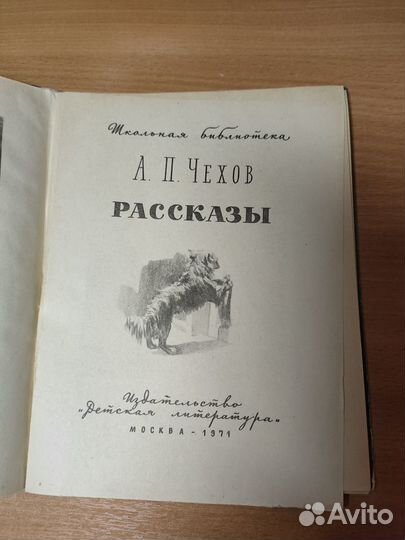 Школьная библиотека
А. П. ЧЕХОВ
РАССКАЗЫ
Издательство
„Детская литература„
МОСКВА - 1971
Avito